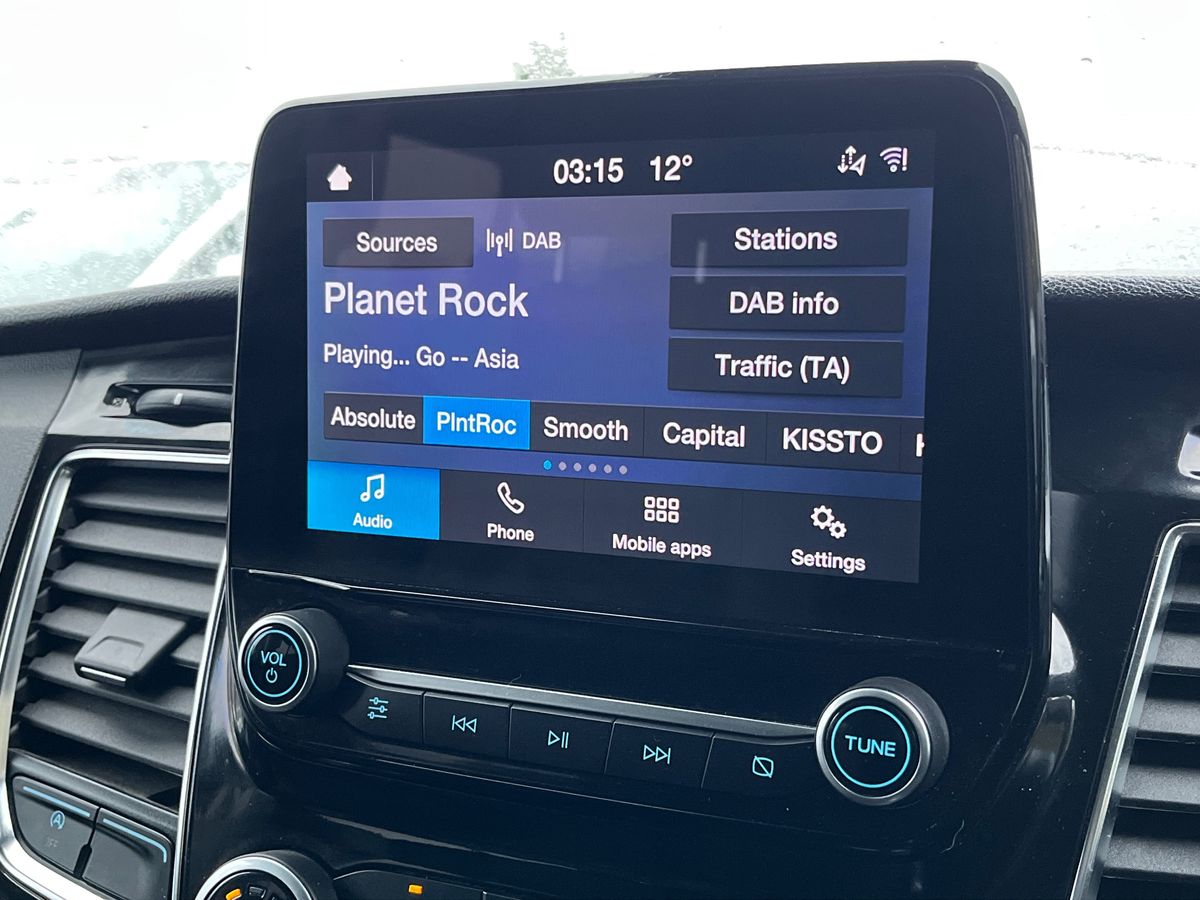 03:15 12°
Sources DAB Stations
Planet Rock DAB info
Playing... Go -- Asia Traffic (TA)
Absolute PlntRoc Smooth Capital KISSTO
Audio Phone Mobile apps Settings
VOL
TUNE
A
OFF